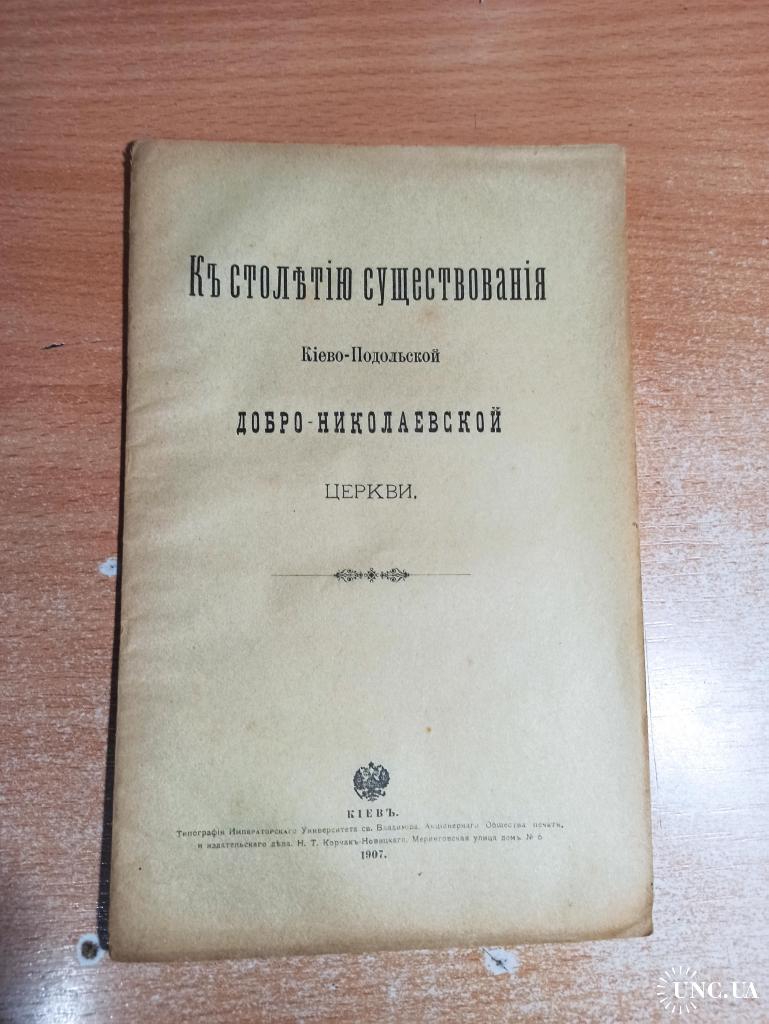 Къ столѣтію существованія
Кіево-Подольской
ДОБРО-НИКОЛАЕВСКОЙ
ЦЕРКВИ.
КІЕВЪ.
Типографія Императорскаго Университета св. Владиміра, Акціонернаго Общества печати,
и издательскаго дѣла. Н. Т. Корчакъ-Новицкаго, Меринговская улица домъ № 6
1907.
UNC.UA